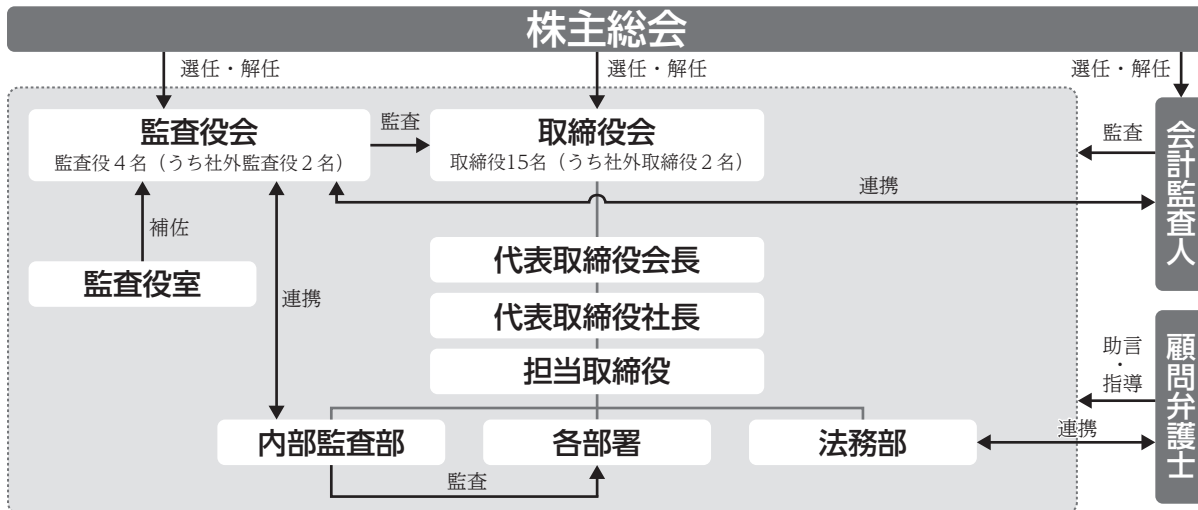 株主総会
選任・解任
選任・解任
選任・解任
監査役会
監査役４名（うち社外監査役２名）
監査
取締役会
取締役15名（うち社外取締役２名）
監査
会計監査人
連携
補佐
監査役室
連携
代表取締役会長
代表取締役社長
担当取締役
助言
・
指導
顧問弁護士
内部監査部
各部署
法務部
連携
監査